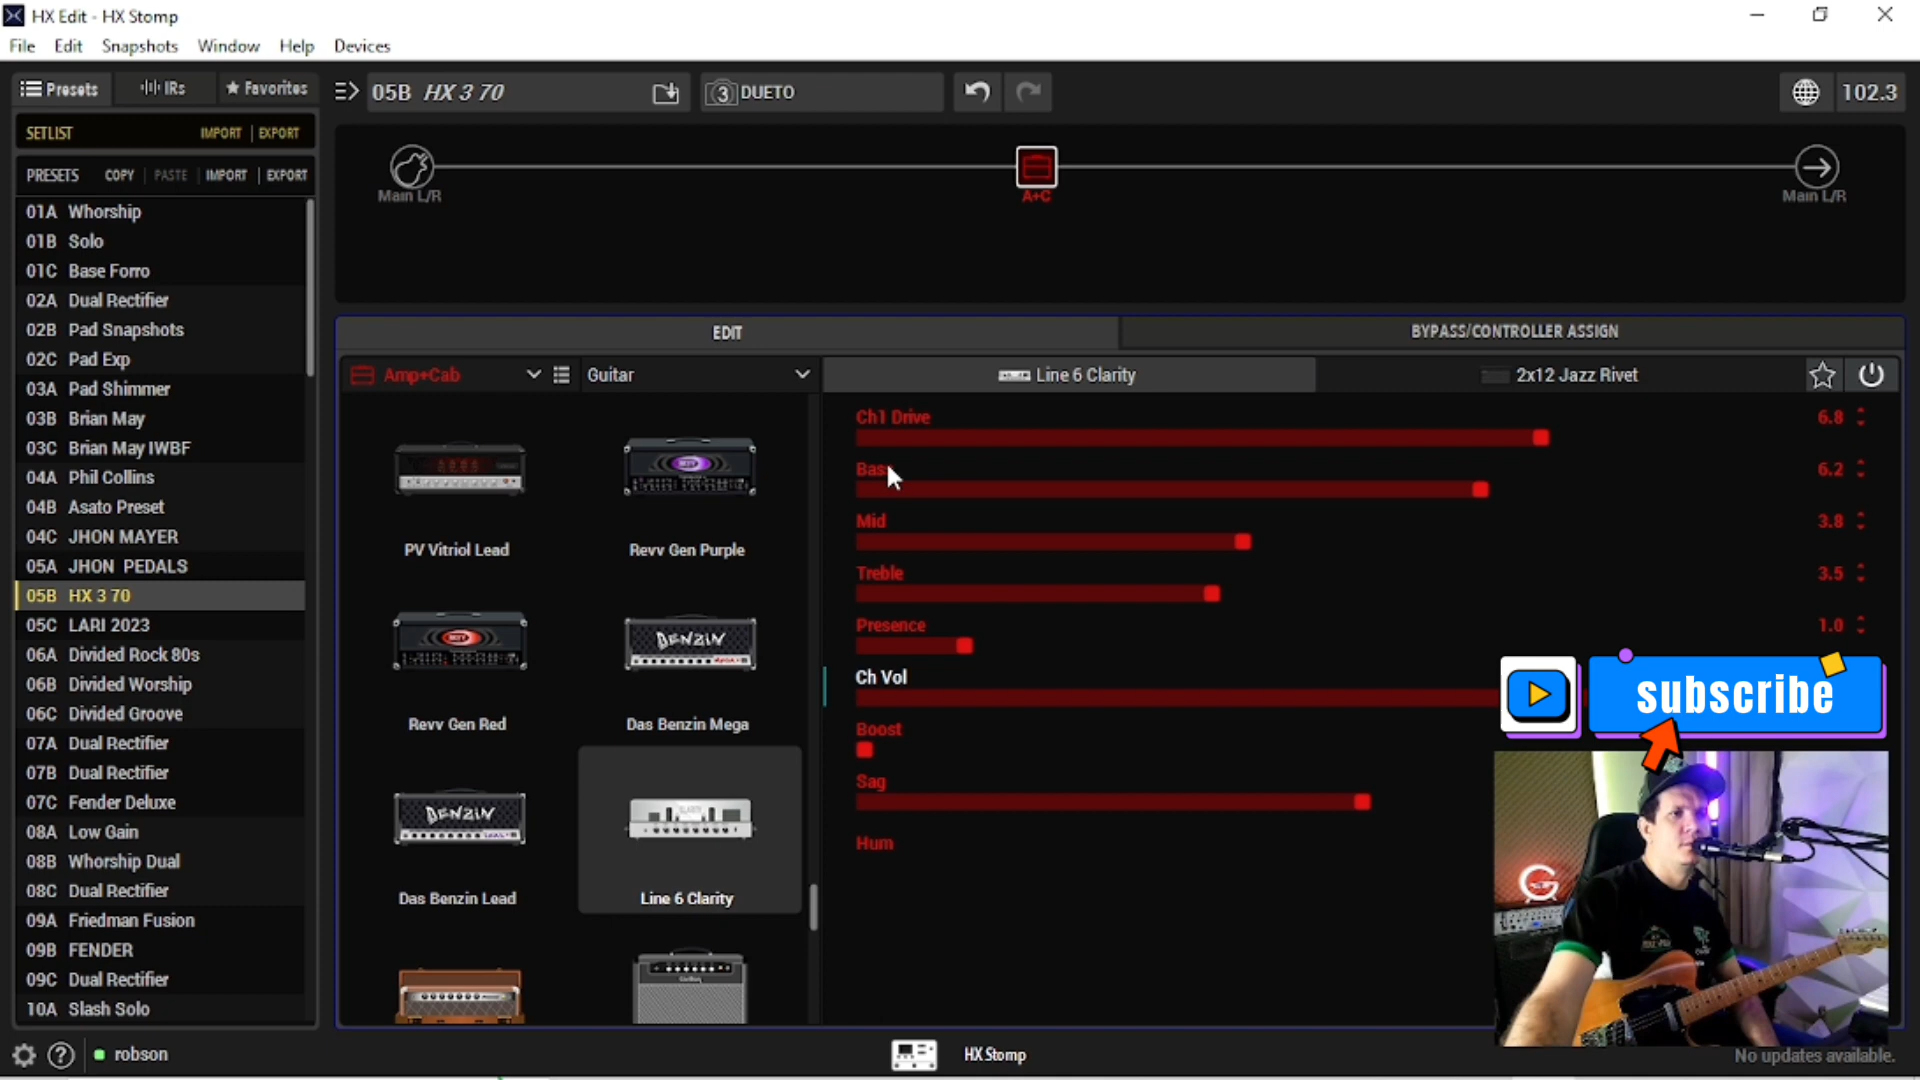 HX Edit - HX Stomp
File Edit Snapshots Window Help Devices
Presets IRs Favorites 05B HX 3 70 3 DUETO 102.3
SETLIST IMPORT EXPORT
PRESETS COPY PASTE IMPORT EXPORT
Main L/R A+C Main L/R
01A Whorship
01B Solo
01C Base Forro
02A Dual Rectifier
02B Pad Snapshots
02C Pad Exp
03A Pad Shimmer
03B Brian May
03C Brian May IWBF
04A Phil Collins
04B Asato Preset
04C JHON MAYER
05A JHON PEDALS
05B HX 3 70
05C LARI 2023
06A Divided Rock 80s
06B Divided Worship
06C Divided Groove
07A Dual Rectifier
07B Dual Rectifier
07C Fender Deluxe
08A Low Gain
08B Whorship Dual
08C Dual Rectifier
09A Friedman Fusion
09B FENDER
09C Dual Rectifier
10A Slash Solo
EDIT BYPASS/CONTROLLER ASSIGN
Amp+Cab Guitar Line 6 Clarity 2x12 Jazz Rivet
PV Vitriol Lead Revv Gen Purple
DENZIN
Revv Gen Red Das Benzin Mega
DENZIN
Das Benzin Lead Line 6 Clarity
Ch1 Drive 6.8
Bass 6.2
Mid 3.8
Treble 3.5
Presence 1.0
Ch Vol
Boost
Sag
Hum
subscribe
robson HX Stomp No updates available.